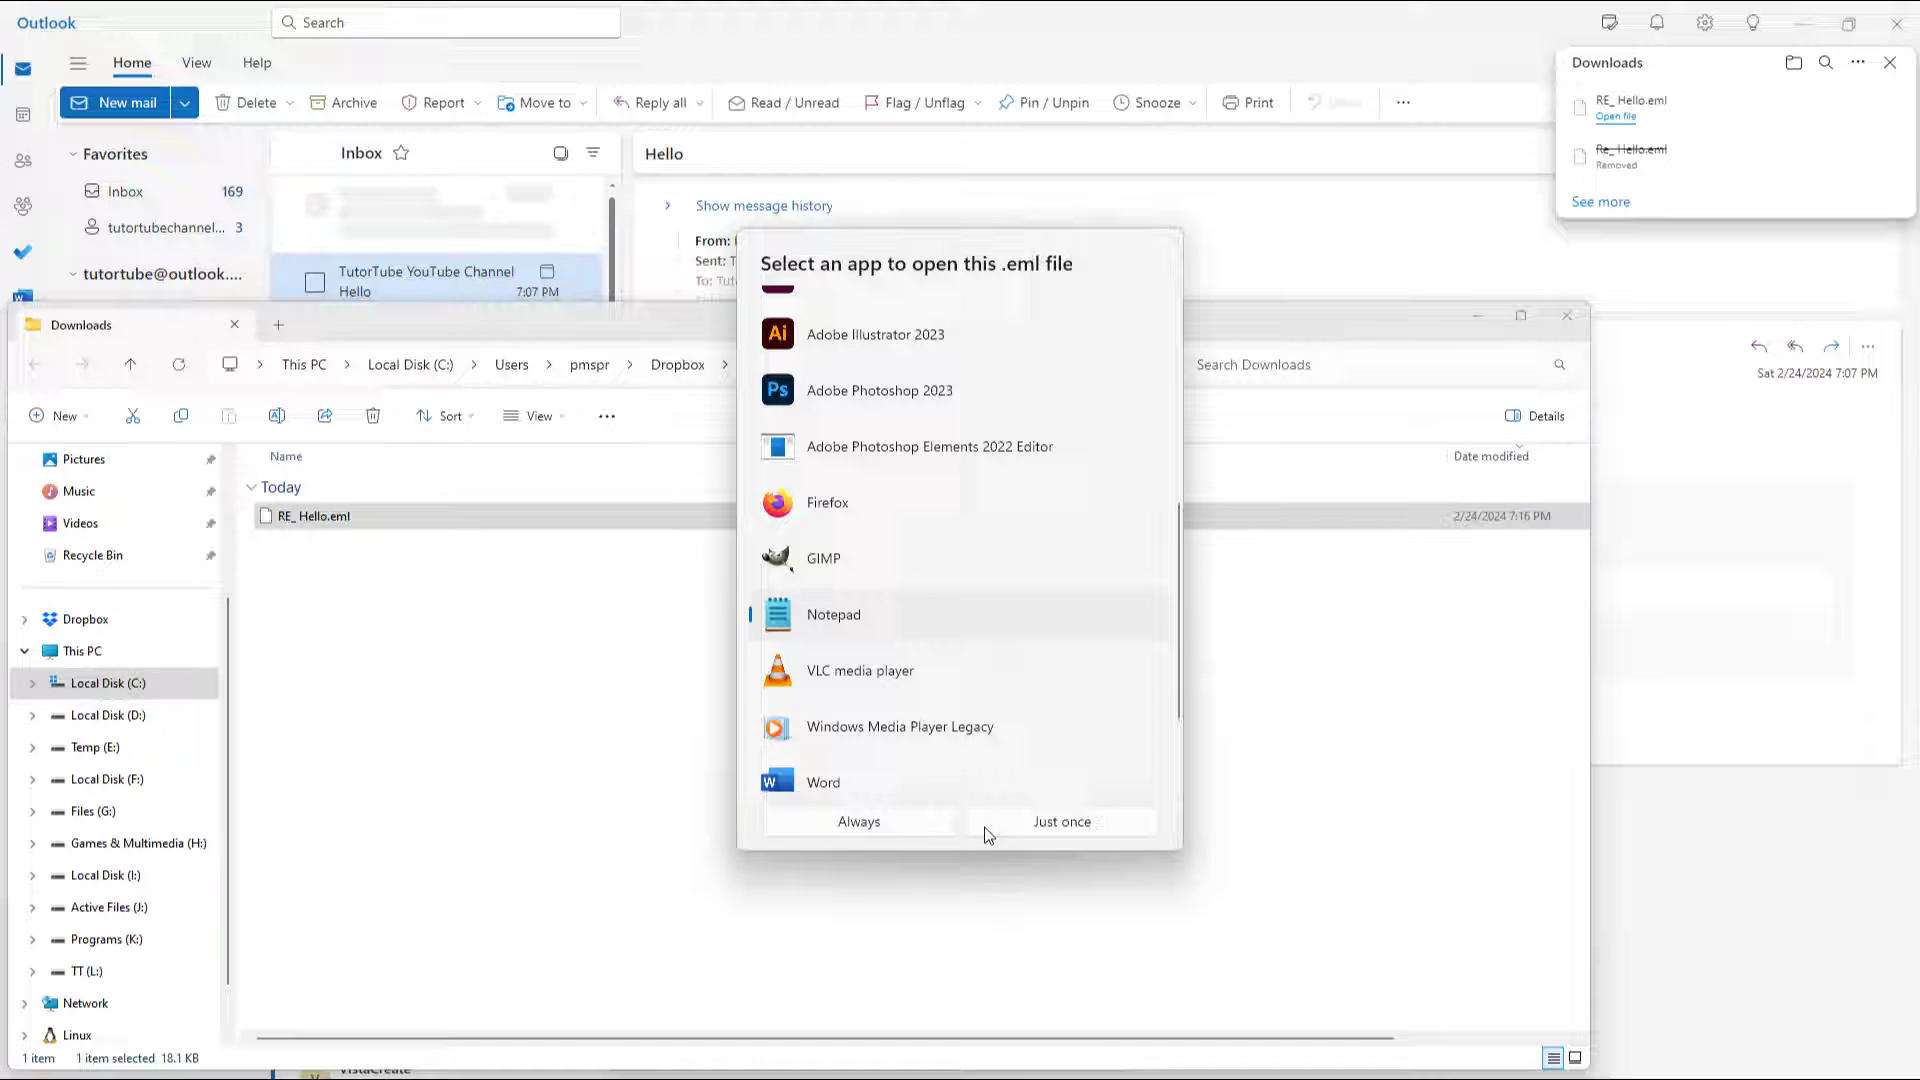 Outlook
Search
Home
View
Help
New mail
Delete
Archive
Report
Move to
Reply all
Read / Unread
Flag / Unflag
Pin / Unpin
Snooze
Print
Downloads
RE_ Hello.eml
Open file
Re_ Hello.eml
Removed
See more
Favorites
Inbox 169
tutortubechannel... 3
tutortube@outlook....
Inbox
TutorTube YouTube Channel
Hello 7:07 PM
Hello
Show message history
From:
Sent: T
To: Tut
Sat 2/24/2024 7:07 PM
Downloads
This PC
Local Disk (C:)
Users
pmspr
Dropbox
Search Downloads
New
Sort
View
Details
Pictures
Music
Videos
Recycle Bin
Dropbox
This PC
Local Disk (C:)
Local Disk (D:)
Temp (E:)
Local Disk (F:)
Files (G:)
Games & Multimedia (H:)
Local Disk (I:)
Active Files (J:)
Programs (K:)
TT (L:)
Network
Linux
Name
Date modified
Today
RE_ Hello.eml
2/24/2024 7:16 PM
1 item
1 item selected 18.1 KB
Select an app to open this .eml file
Ai Adobe Illustrator 2023
Ps Adobe Photoshop 2023
Adobe Photoshop Elements 2022 Editor
Firefox
GIMP
Notepad
VLC media player
Windows Media Player Legacy
W Word
Always
Just once
VistaCreate